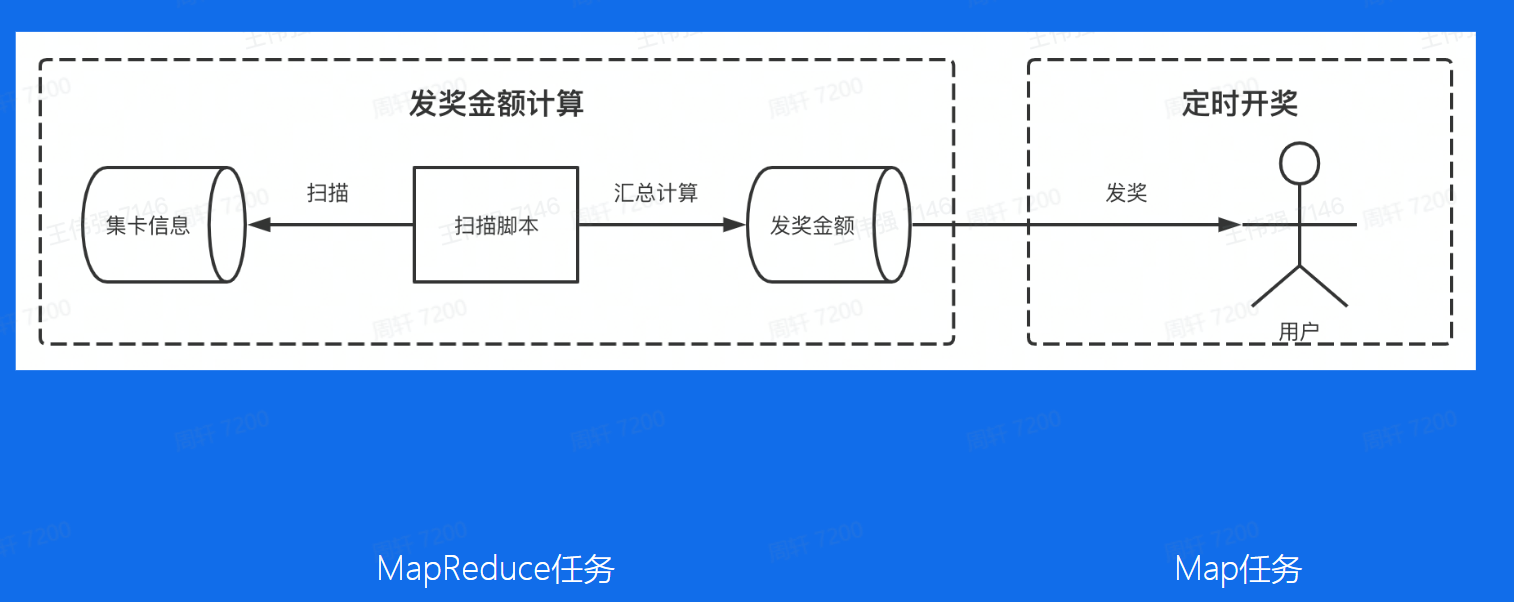 发奖金额计算
定时开奖
扫描
汇总计算
发奖
集卡信息
扫描脚本
发奖金额
用户
MapReduce任务
Map任务
王伟强 7146
周轩 7200